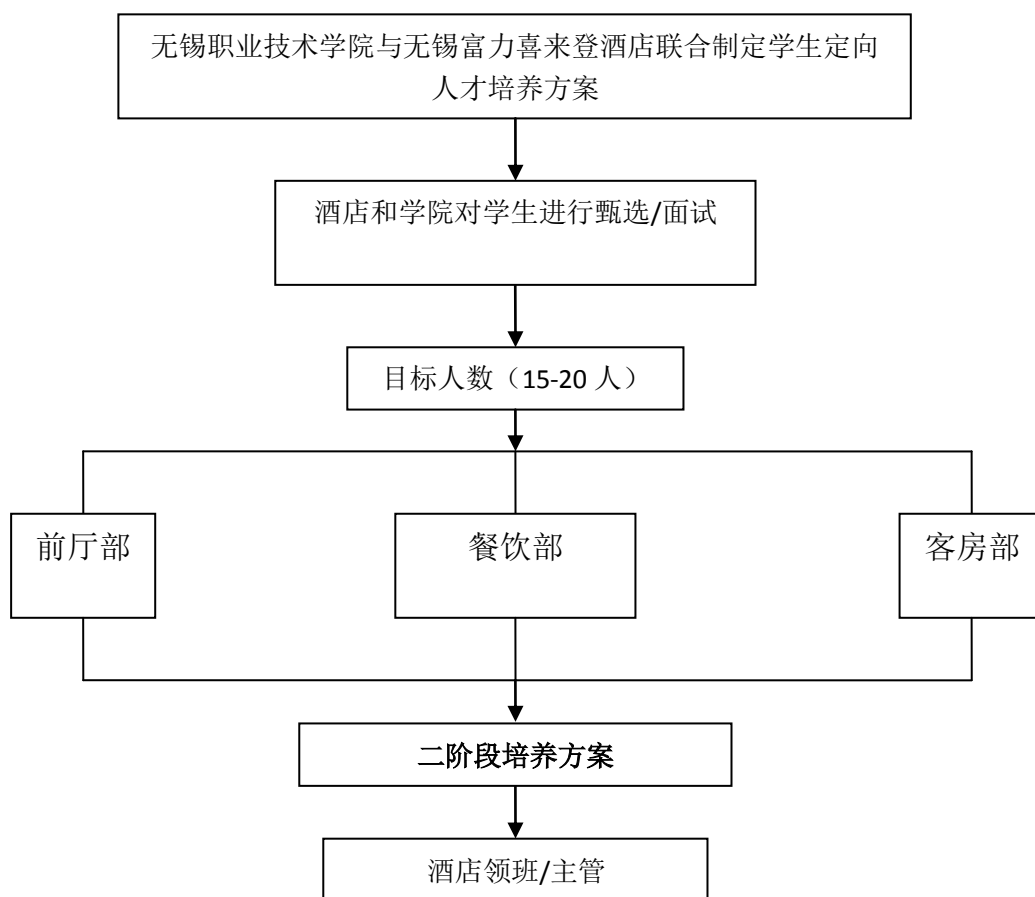 无锡职业技术学院与无锡富力喜来登酒店联合制定学生定向
人才培养方案
酒店和学院对学生进行甄选/面试
目标人数（15-20 人）
前厅部
餐饮部
客房部
二阶段培养方案
酒店领班/主管